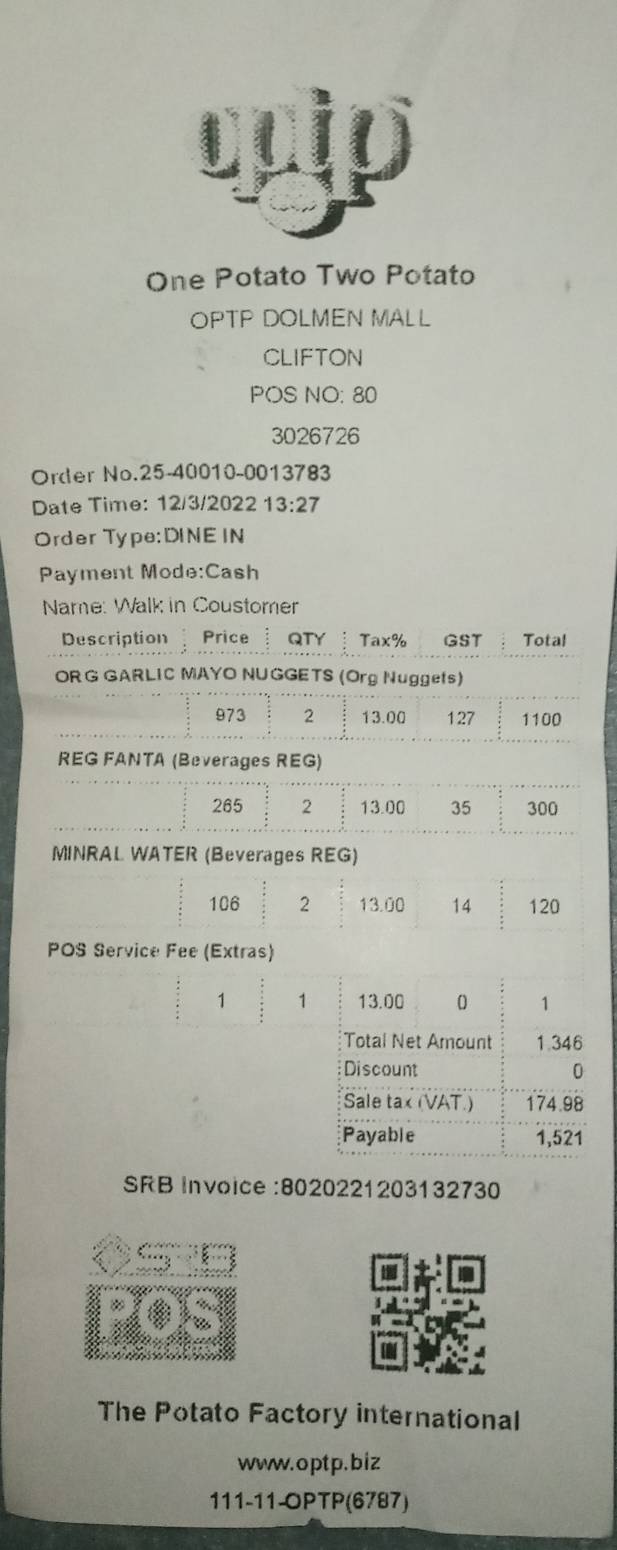 optp
One Potato Two Potato
OPTP DOLMEN MALL
CLIFTON
POS NO: 80
3026726
Order No.25-40010-0013783
Date Time: 12/3/2022 13:27
Order Type:DINE IN
Payment Mode:Cash
Name: Walk in Coustomer
Description Price QTY Tax% GST Total
ORG GARLIC MAYO NUGGETS (Org Nuggets)
973 2 13.00 127 1100
REG FANTA (Beverages REG)
265 2 13.00 35 300
MINRAL WATER (Beverages REG)
106 2 13.00 14 120
POS Service Fee (Extras)
1 1 13.00 0 1
Total Net Amount 1,346
Discount 0
Sale tax (VAT.) 174.98
Payable 1,521
SRB Invoice :8020221203132730
SRB
POS
The Potato Factory international
www.optp.biz
111-11-OPTP(6787)